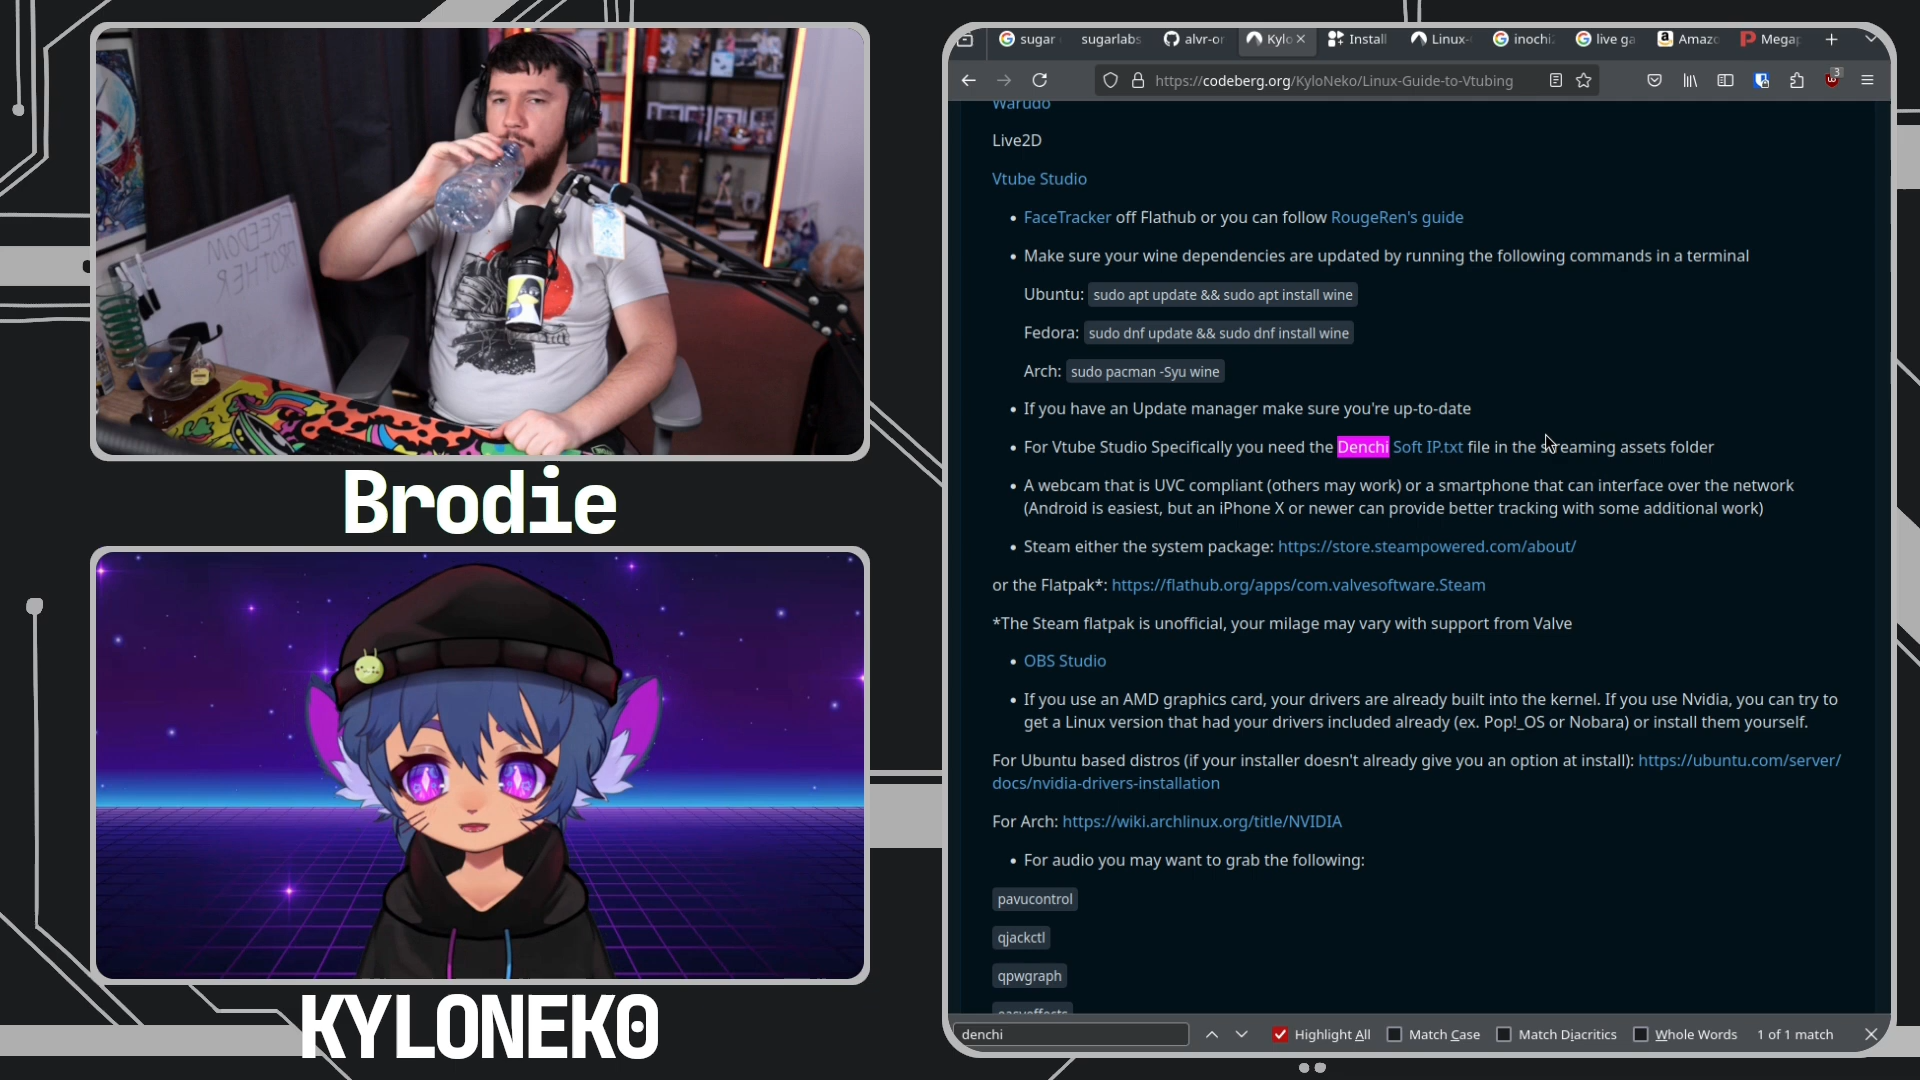 FREEDOM
BROTHER
Brodie
KYLONEKO
sugar
sugarlabs
alvr-or
Kylo
Install
Linux-
inochi
live ga
Amazo
Megap
https://codeberg.org/KyloNeko/Linux-Guide-to-Vtubing
3
Warudo
Live2D
Vtube Studio
• FaceTracker off Flathub or you can follow RougeRen's guide
• Make sure your wine dependencies are updated by running the following commands in a terminal
Ubuntu: sudo apt update && sudo apt install wine
Fedora: sudo dnf update && sudo dnf install wine
Arch: sudo pacman -Syu wine
• If you have an Update manager make sure you're up-to-date
• For Vtube Studio Specifically you need the Denchi Soft IP.txt file in the streaming assets folder
• A webcam that is UVC compliant (others may work) or a smartphone that can interface over the network
(Android is easiest, but an iPhone X or newer can provide better tracking with some additional work)
• Steam either the system package: https://store.steampowered.com/about/
or the Flatpak*: https://flathub.org/apps/com.valvesoftware.Steam
*The Steam flatpak is unofficial, your milage may vary with support from Valve
• OBS Studio
• If you use an AMD graphics card, your drivers are already built into the kernel. If you use Nvidia, you can try to
get a Linux version that had your drivers included already (ex. Pop!_OS or Nobara) or install them yourself.
For Ubuntu based distros (if your installer doesn't already give you an option at install): https://ubuntu.com/server/
docs/nvidia-drivers-installation
For Arch: https://wiki.archlinux.org/title/NVIDIA
• For audio you may want to grab the following:
pavucontrol
qjackctl
qpwgraph
easyeffects
denchi
Highlight All
Match Case
Match Diacritics
Whole Words
1 of 1 match